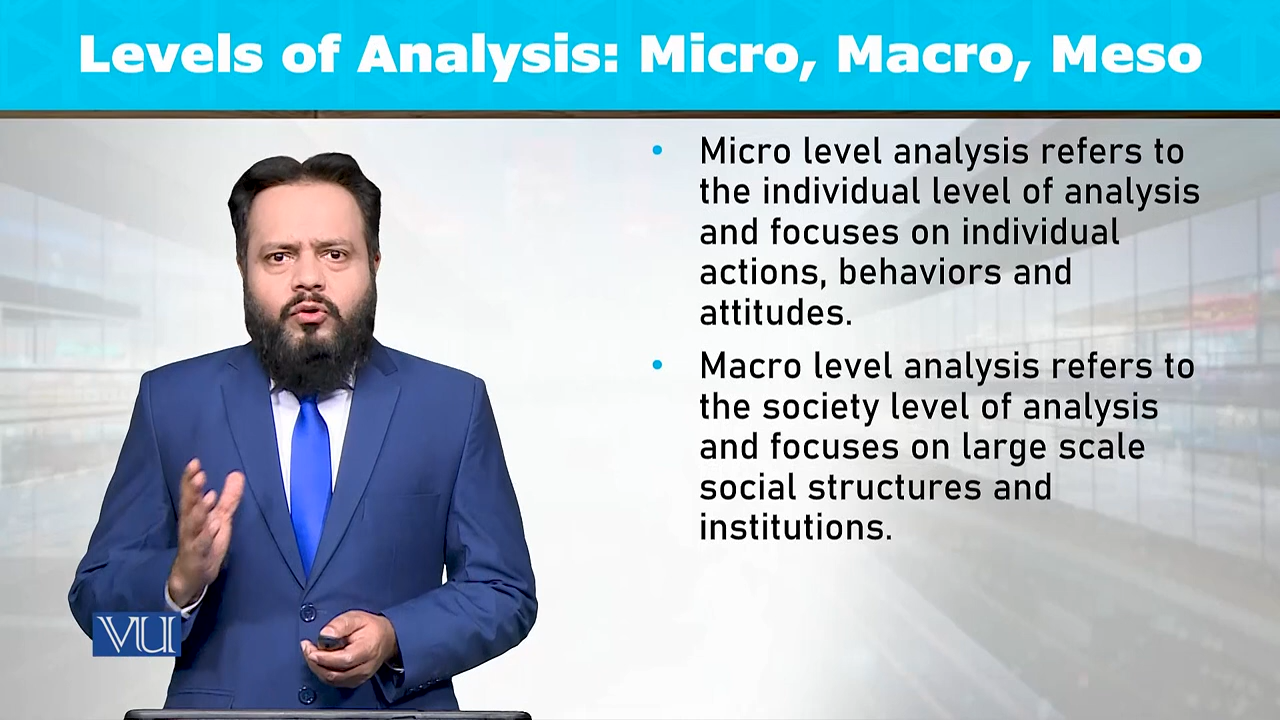 Levels of Analysis: Micro, Macro, Meso
• Micro level analysis refers to
the individual level of analysis
and focuses on individual
actions, behaviors and
attitudes.
• Macro level analysis refers to
the society level of analysis
and focuses on large scale
social structures and
institutions.
VU